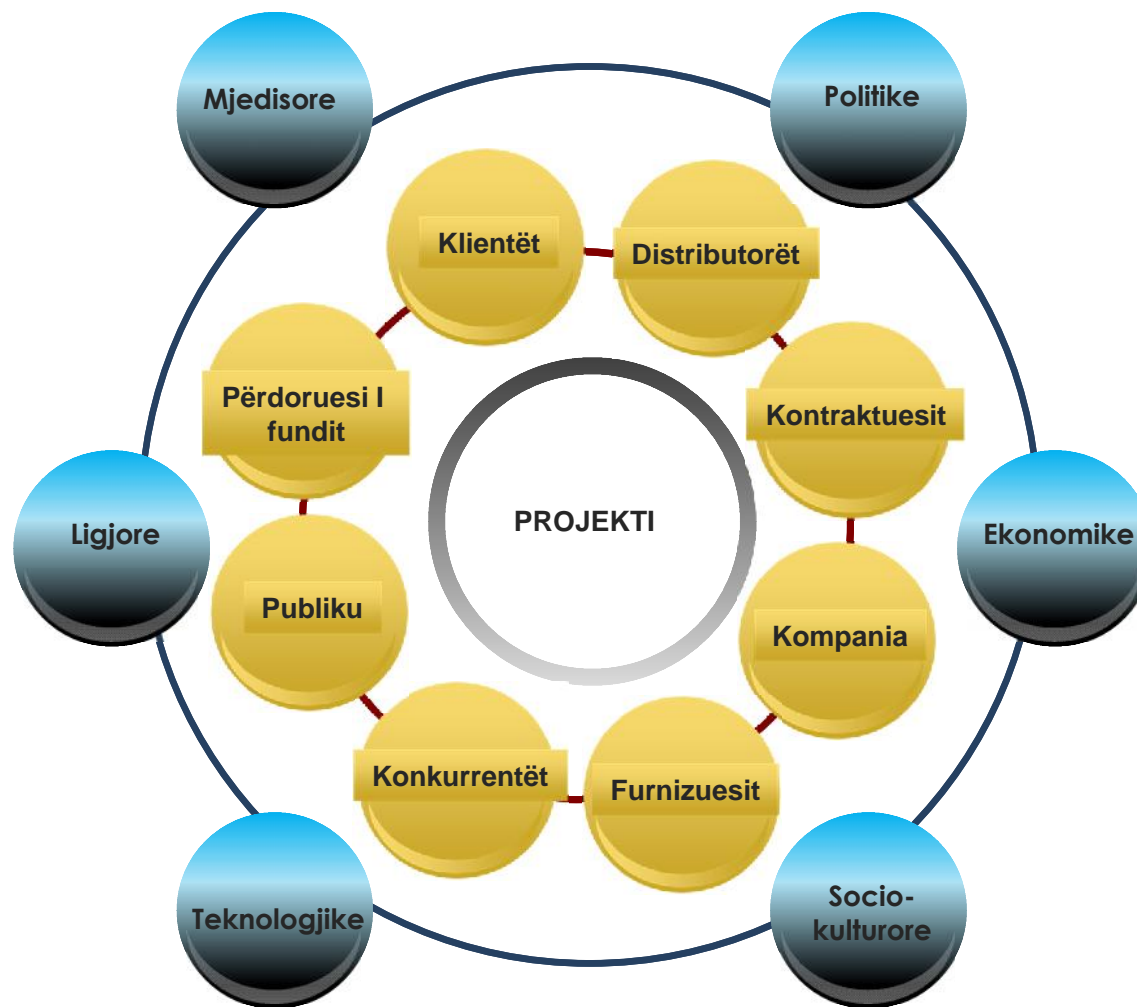 Mjedisore
Politike
Klientët
Distributorët
Përdoruesi I
fundit
Kontraktuesit
PROJEKTI
Ligjore
Ekonomike
Publiku
Kompania
Konkurrentët
Furnizuesit
Teknologjike
Socio-
kulturore